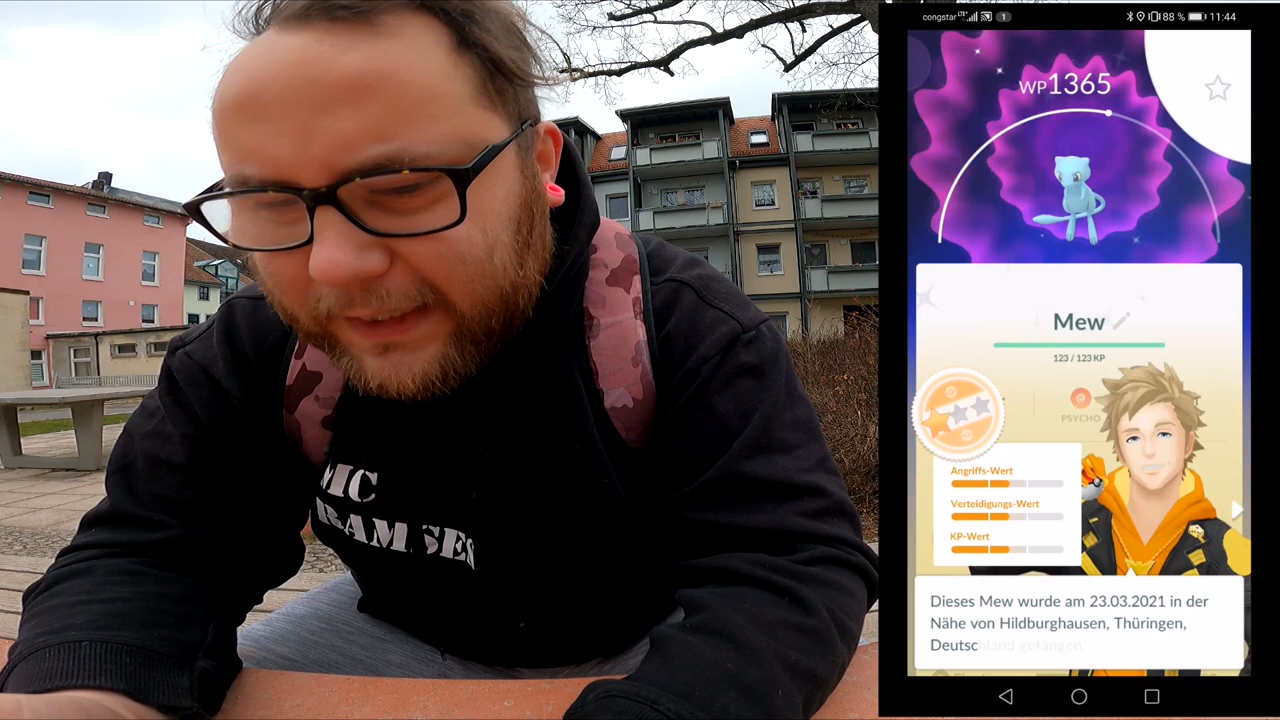 MC
RAMSES
congstar 1 88 % 11:44
WP1365
Mew
123 / 123 KP
PSYCHO
Angriffs-Wert
Verteidigungs-Wert
KP-Wert
Dieses Mew wurde am 23.03.2021 in der
Nähe von Hildburghausen, Thüringen,
Deutschland gefangen.